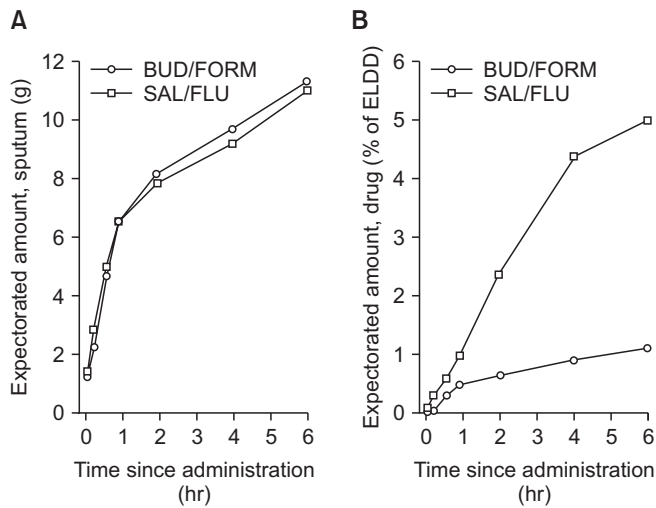 A
12
10
8
6
4
2
0
Expectorated amount, sputum (g)
BUD/FORM
SAL/FLU
0 1 2 3 4 5 6
Time since administration
(hr)
B
6
5
4
3
2
1
0
Expectorated amount, drug (% of ELDD)
BUD/FORM
SAL/FLU
0 1 2 3 4 5 6
Time since administration
(hr)